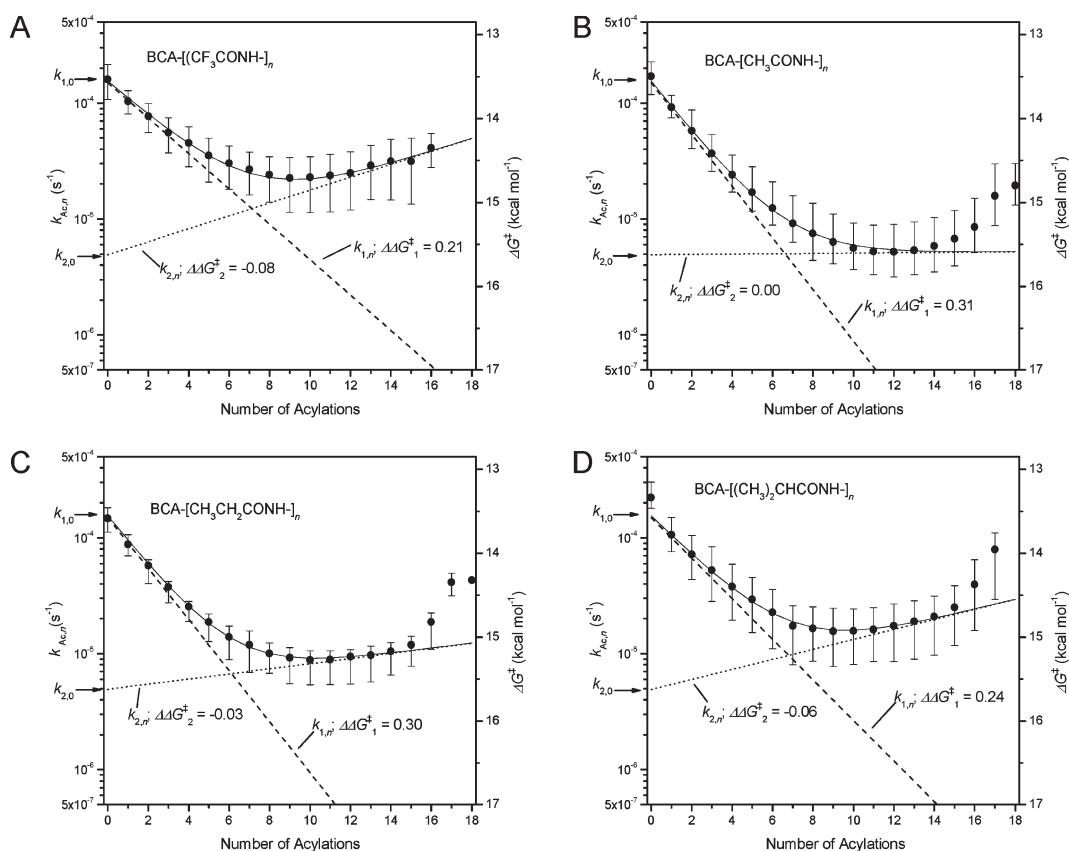 A
BCA-[(CF₃CONH-]ₙ
5x10⁻⁴
10⁻⁴
10⁻⁵
10⁻⁶
5x10⁻⁷
k₁,₀
k₂,₀
k_Ac,n (s⁻¹)
k₁,ₙ; ΔΔG‡₁ = 0.21
k₂,ₙ; ΔΔG‡₂ = -0.08
13
14
15
16
17
ΔG‡ (kcal mol⁻¹)
0 2 4 6 8 10 12 14 16 18
Number of Acylations
B
BCA-[CH₃CONH-]ₙ
5x10⁻⁴
10⁻⁴
10⁻⁵
10⁻⁶
5x10⁻⁷
k₁,₀
k₂,₀
k_Ac,n (s⁻¹)
k₂,ₙ; ΔΔG‡₂ = 0.00
k₁,ₙ; ΔΔG‡₁ = 0.31
13
14
15
16
17
ΔG‡ (kcal mol⁻¹)
0 2 4 6 8 10 12 14 16 18
Number of Acylations
C
BCA-[CH₃CH₂CONH-]ₙ
5x10⁻⁴
10⁻⁴
10⁻⁵
10⁻⁶
5x10⁻⁷
k₁,₀
k₂,₀
k_Ac,n (s⁻¹)
k₂,ₙ; ΔΔG‡₂ = -0.03
k₁,ₙ; ΔΔG‡₁ = 0.30
13
14
15
16
17
ΔG‡ (kcal mol⁻¹)
0 2 4 6 8 10 12 14 16 18
Number of Acylations
D
BCA-[(CH₃)₂CHCONH-]ₙ
5x10⁻⁴
10⁻⁴
10⁻⁵
10⁻⁶
5x10⁻⁷
k₁,₀
k₂,₀
k_Ac,n (s⁻¹)
k₁,ₙ; ΔΔG‡₁ = 0.24
k₂,ₙ; ΔΔG‡₂ = -0.06
13
14
15
16
17
ΔG‡ (kcal mol⁻¹)
0 2 4 6 8 10 12 14 16 18
Number of Acylations